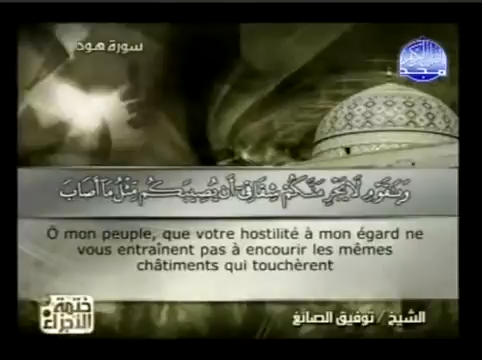 سورة هود
مجد
وَيَٰقَوْمِ لَا يَجْرِمَنَّكُمْ شِقَاقِىٓ أَن يُصِيبَكُم مِّثْلُ مَآ أَصَابَ
Ô mon peuple, que votre hostilité à mon égard ne
vous entraînent pas à encourir les mêmes
châtiments qui touchèrent
ختمة
الأجزاء
الشيخ / توفيق الصائغ